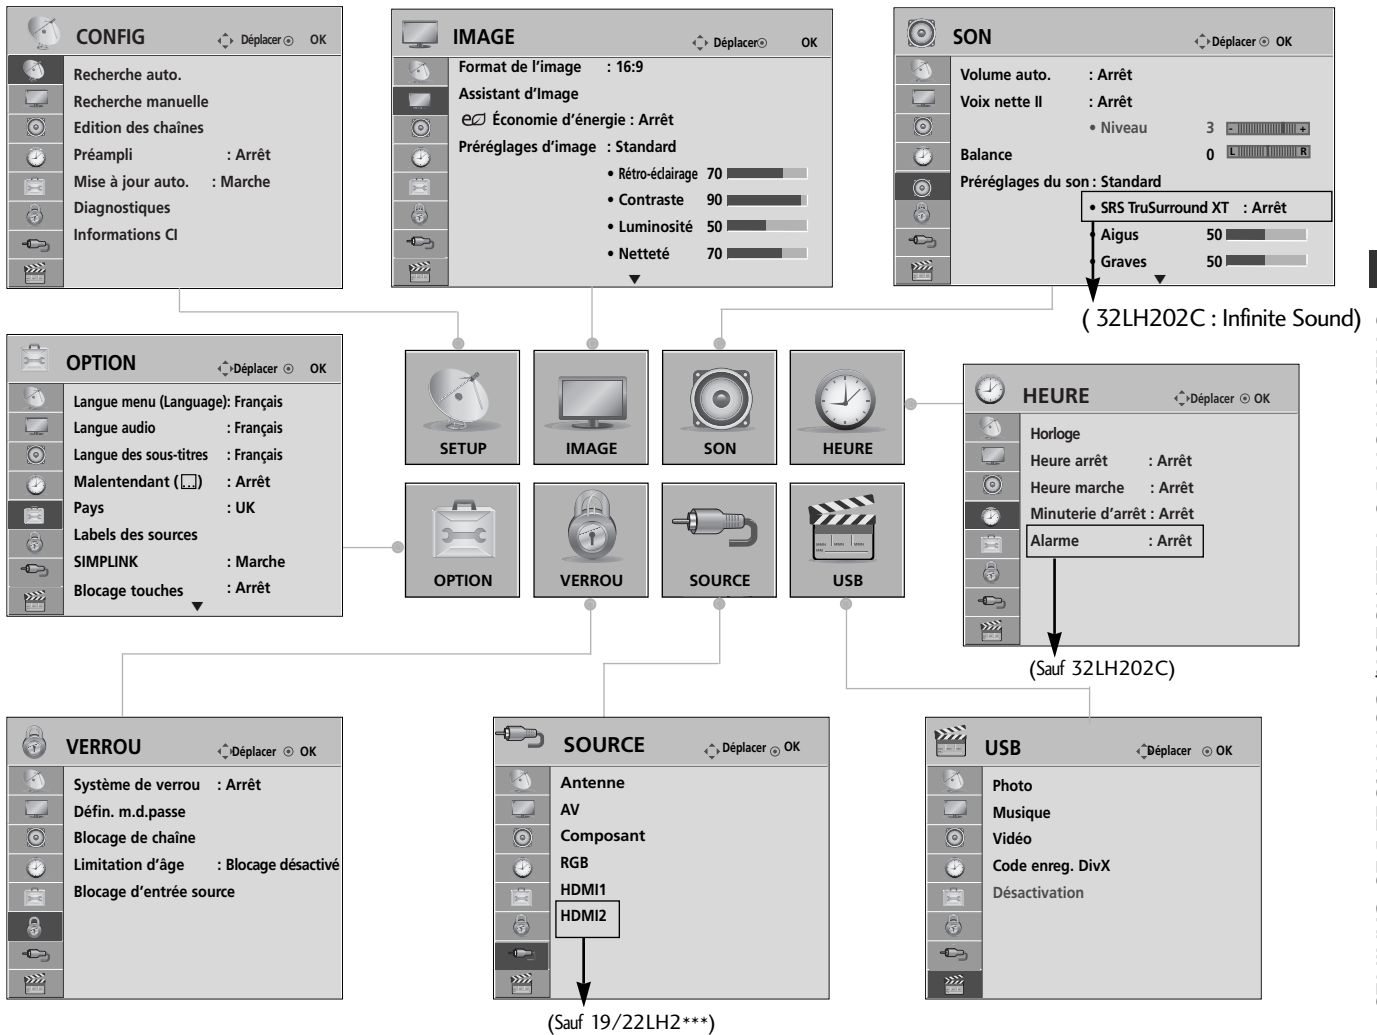 CONFIG
Déplacer OK
Recherche auto.
Recherche manuelle
Edition des chaînes
Préampli : Arrêt
Mise à jour auto. : Marche
Diagnostiques
Informations CI
IMAGE
Déplacer OK
Format de l'image : 16:9
Assistant d'Image
Économie d'énergie : Arrêt
Préréglages d'image : Standard
• Rétro-éclairage 70
• Contraste 90
• Luminosité 50
• Netteté 70
SON
Déplacer OK
Volume auto. : Arrêt
Voix nette II : Arrêt
• Niveau 3 - +
Balance 0 L R
Préréglages du son : Standard
• SRS TruSurround XT : Arrêt
• Aigus 50
• Graves 50
( 32LH202C : Infinite Sound)
OPTION
Déplacer OK
Langue menu (Language) : Français
Langue audio : Français
Langue des sous-titres : Français
Malentendant ( ) : Arrêt
Pays : UK
Labels des sources
SIMPLINK : Marche
Blocage touches : Arrêt
SETUP
IMAGE
SON
HEURE
OPTION
VERROU
SOURCE
USB
HEURE
Déplacer OK
Horloge
Heure arrêt : Arrêt
Heure marche : Arrêt
Minuterie d'arrêt : Arrêt
Alarme : Arrêt
(Sauf 32LH202C)
VERROU
Déplacer OK
Système de verrou : Arrêt
Défin. m.d.passe
Blocage de chaîne
Limitation d'âge : Blocage désactivé
Blocage d'entrée source
SOURCE
Déplacer OK
Antenne
AV
Composant
RGB
HDMI1
HDMI2
(Sauf 19/22LH2***)
USB
Déplacer OK
Photo
Musique
Vidéo
Code enreg. DivX
Désactivation